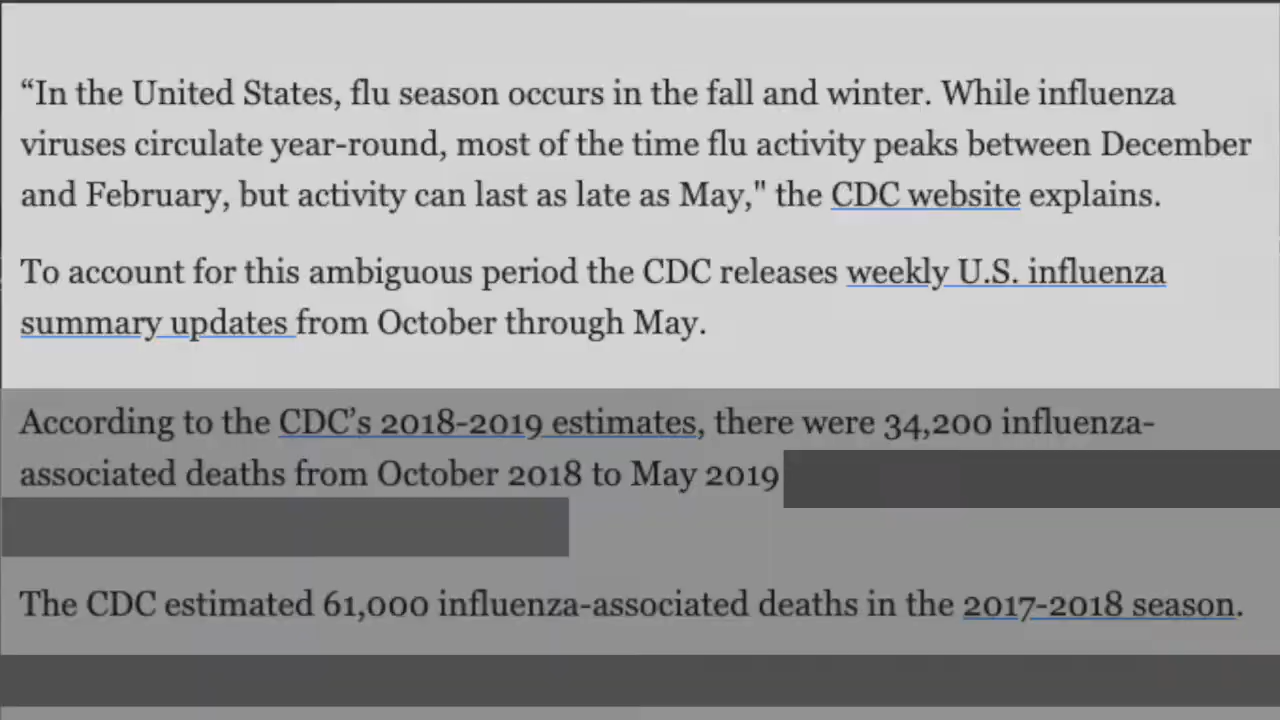 “In the United States, flu season occurs in the fall and winter. While influenza
viruses circulate year-round, most of the time flu activity peaks between December
and February, but activity can last as late as May," the CDC website explains.
To account for this ambiguous period the CDC releases weekly U.S. influenza
summary updates from October through May.
According to the CDC’s 2018-2019 estimates, there were 34,200 influenza-
associated deaths from October 2018 to May 2019
The CDC estimated 61,000 influenza-associated deaths in the 2017-2018 season.